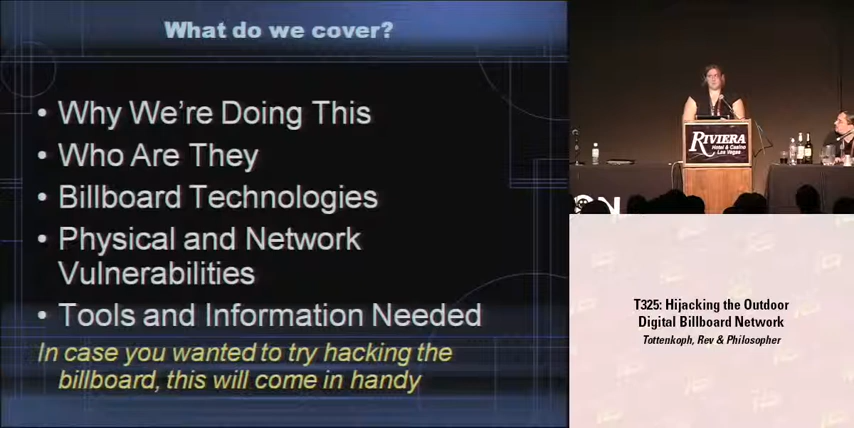 What do we cover?
• Why We're Doing This
• Who Are They
• Billboard Technologies
• Physical and Network
Vulnerabilities
• Tools and Information Needed
In case you wanted to try hacking the
billboard, this will come in handy
RIVIERA
Hotel & Casino
Las Vegas
T325: Hijacking the Outdoor
Digital Billboard Network
Tottenkoph, Rev & Philosopher